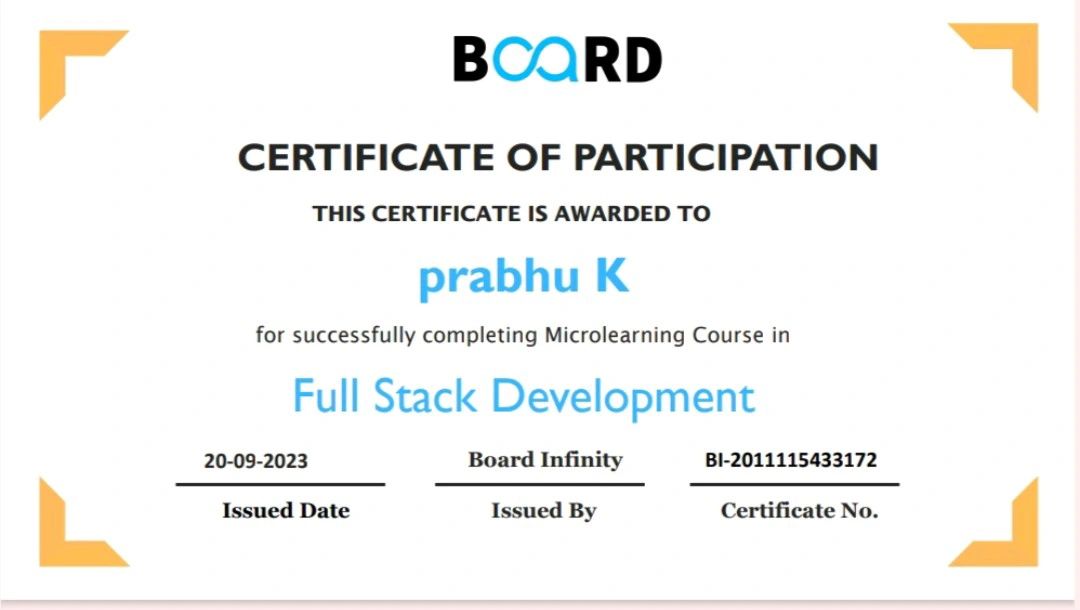 BOARD
CERTIFICATE OF PARTICIPATION
THIS CERTIFICATE IS AWARDED TO
prabhu K
for successfully completing Microlearning Course in
Full Stack Development
20-09-2023 Board Infinity BI-2011115433172
Issued Date Issued By Certificate No.